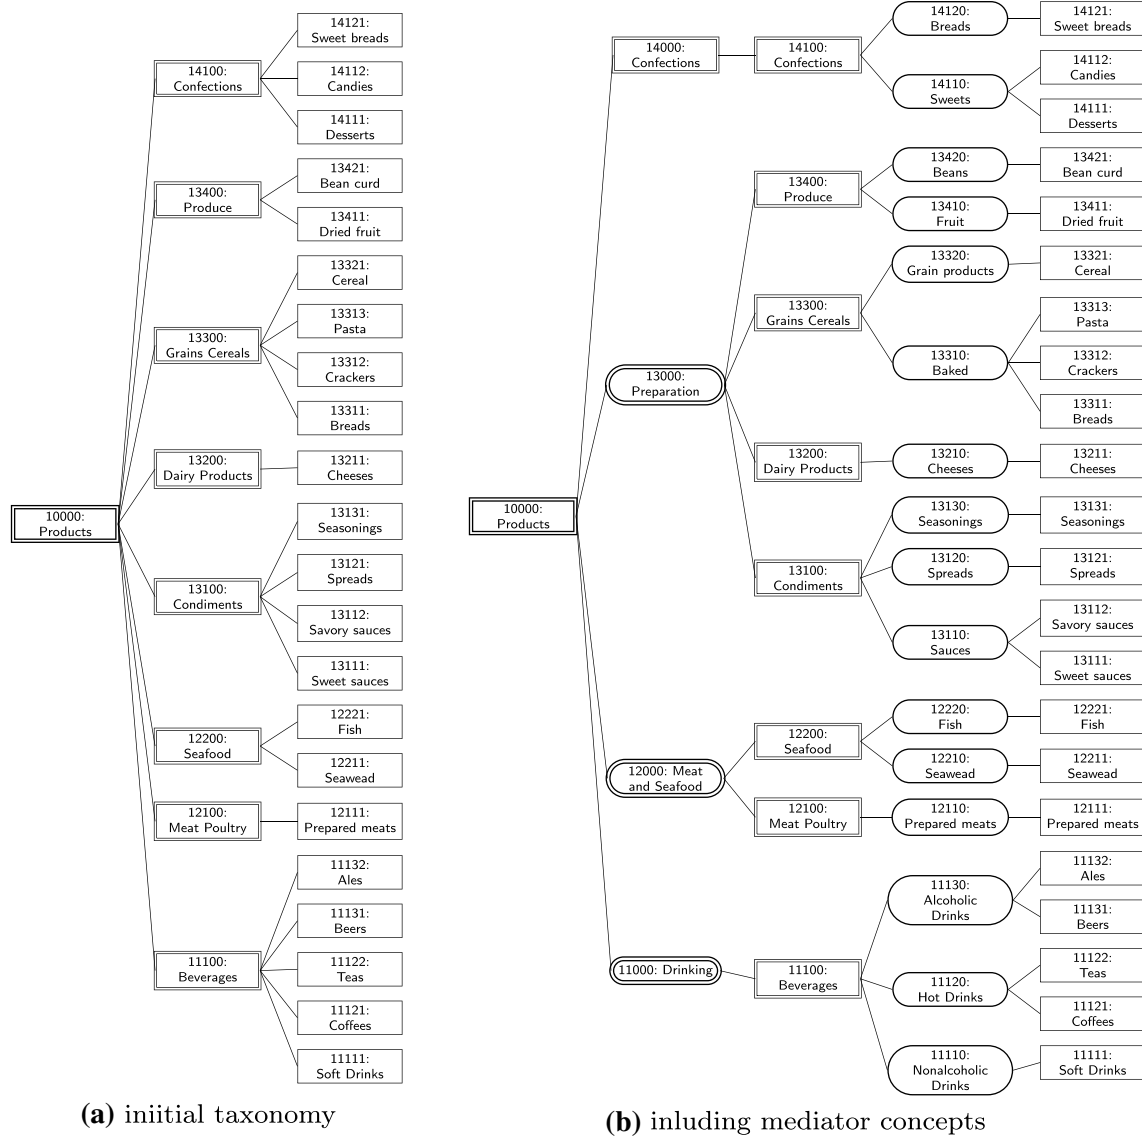 14121:
Sweet breads
14100:
Confections
14112:
Candies
14111:
Desserts
13421:
Bean curd
13400:
Produce
13411:
Dried fruit
13321:
Cereal
13313:
Pasta
13300:
Grains Cereals
13312:
Crackers
13311:
Breads
13200:
Dairy Products
13211:
Cheeses
10000:
Products
13131:
Seasonings
13121:
Spreads
13100:
Condiments
13112:
Savory sauces
13111:
Sweet sauces
12221:
Fish
12200:
Seafood
12211:
Seawead
12100:
Meat Poultry
12111:
Prepared meats
11132:
Ales
11131:
Beers
11100:
Beverages
11122:
Teas
11121:
Coffees
11111:
Soft Drinks
(a) iniitial taxonomy
14120:
Breads
14121:
Sweet breads
14000:
Confections
14100:
Confections
14112:
Candies
14110:
Sweets
14111:
Desserts
13420:
Beans
13421:
Bean curd
13400:
Produce
13410:
Fruit
13411:
Dried fruit
13320:
Grain products
13321:
Cereal
13300:
Grains Cereals
13313:
Pasta
13310:
Baked
13312:
Crackers
13311:
Breads
13000:
Preparation
13200:
Dairy Products
13210:
Cheeses
13211:
Cheeses
10000:
Products
13130:
Seasonings
13131:
Seasonings
13120:
Spreads
13121:
Spreads
13100:
Condiments
13112:
Savory sauces
13110:
Sauces
13111:
Sweet sauces
12220:
Fish
12221:
Fish
12200:
Seafood
12210:
Seawead
12211:
Seawead
12000: Meat
and Seafood
12100:
Meat Poultry
12110:
Prepared meats
12111:
Prepared meats
11132:
Ales
11130:
Alcoholic
Drinks
11131:
Beers
11000: Drinking
11100:
Beverages
11122:
Teas
11120:
Hot Drinks
11121:
Coffees
11110:
Nonalcoholic
Drinks
11111:
Soft Drinks
(b) inluding mediator concepts